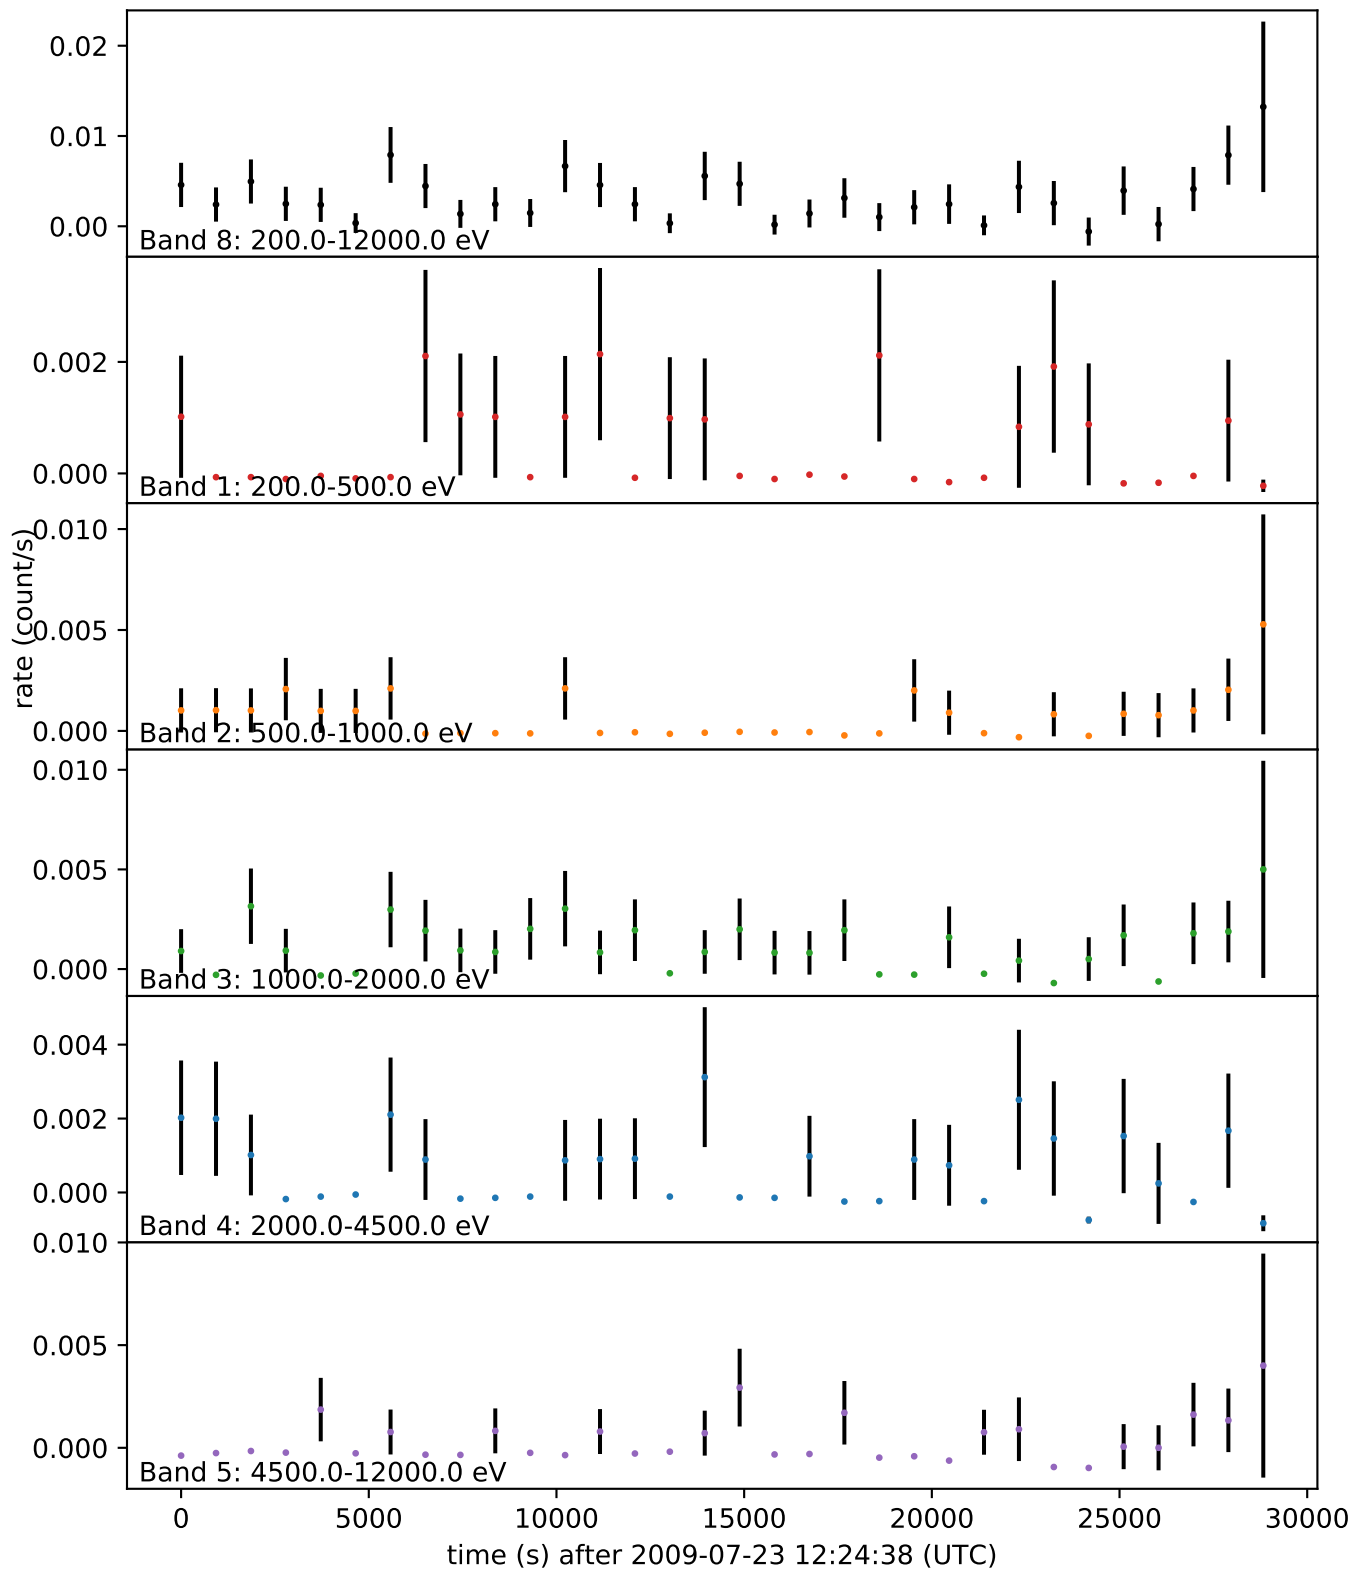 0.02
0.01
0.00
Band 8: 200.0-12000.0 eV
0.002
0.000
Band 1: 200.0-500.0 eV
rate (count/s)
0.010
0.005
0.000
Band 2: 500.0-1000.0 eV
0.010
0.005
0.000
Band 3: 1000.0-2000.0 eV
0.004
0.002
0.000
Band 4: 2000.0-4500.0 eV
0.010
0.005
0.000
Band 5: 4500.0-12000.0 eV
0 5000 10000 15000 20000 25000 30000
time (s) after 2009-07-23 12:24:38 (UTC)